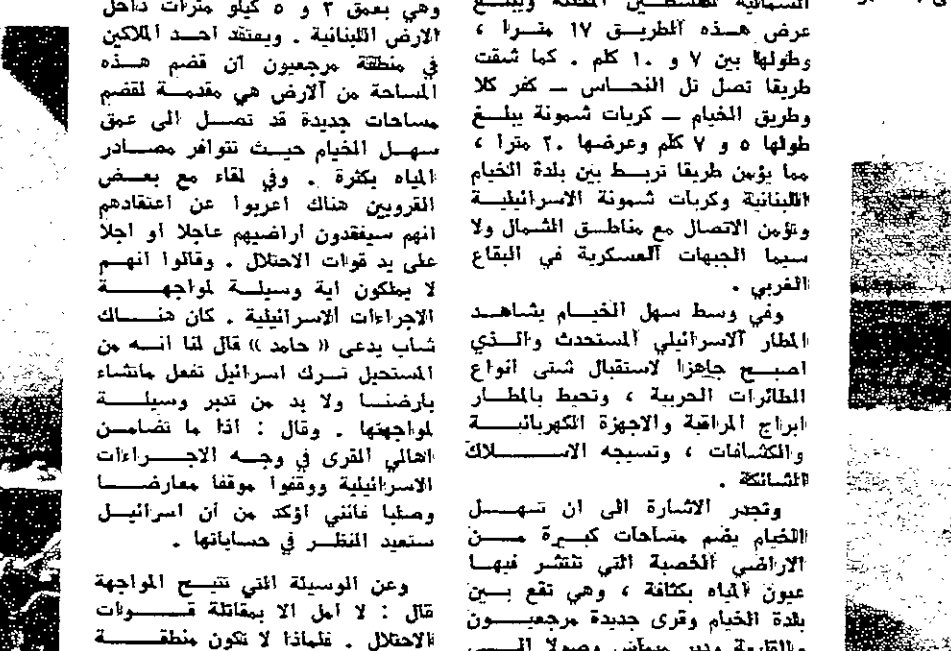 الشمالية لفلسطين المحتلة ويبلغ
عرض هذه الطريق ١٧ مترا ،
وطولها بين ٧ و ١٠ كلم . كما شقت
طريقا تصل تل النحاس ــ كفر كلا
وطريق الخيام ــ كريات شمونة يبلغ
طولها ٥ و ٧ كلم وعرضها ٢٠ مترا ،
مما يؤمن طريقا تربط بين بلدة الخيام
اللبنانية وكريات شمونة الاسرائيلية
وتؤمن الاتصال مع مناطق الشمال ولا
سيما الجبهات العسكرية في البقاع
الغربي .
وفي وسط سهل الخيام يشاهد
المطار الاسرائيلي المستحدث والذي
اصبح جاهزا لاستقبال شتى انواع
الطائرات الحربية ، وتحيط بالمطار
ابراج المراقبة والاجهزة الكهربائية
والكشافات ، وتسيجه الاسلاك
الشائكة .
وتجدر الاشارة الى ان سهل
الخيام يضم مساحات كبيرة من
الاراضي الخصبة التي تنتشر فيها
عيون المياه بكثافة ، وهي تقع بين
بلدة الخيام وقرى جديدة مرجعيون
والقليعة ودير ميماس وصولا الى
وهي بعمق ٣ و ٥ كيلو مترات داخل
الارض اللبنانية . ويعتقد احد الملاكين
في منطقة مرجعيون ان قضم هذه
المساحة من الارض هي مقدمة لقضم
مساحات جديدة قد تصل الى عمق
سهل الخيام حيث تتوافر مصادر
المياه بكثرة . وفي لقاء مع بعض
القرويين هناك اعربوا عن اعتقادهم
انهم سيفقدون اراضيهم عاجلا او اجلا
على يد قوات الاحتلال . وقالوا انهم
لا يملكون اية وسيلة لمواجهة
الاجراءات الاسرائيلية . كان هناك
شاب يدعى « حامد » قال لنا انه من
المستحيل ترك اسرائيل تفعل ماتشاء
بارضنا ولا بد من تدبر وسيلة
لمواجهتها . وقال : اذا ما تضامن
اهالي القرى في وجه الاجراءات
الاسرائيلية ووقفوا موقفا معارضا
وصلبا فانني اؤكد من ان اسرائيل
ستعيد النظر في حساباتها .
وعن الوسيلة التي تتيح المواجهة
قال : لا امل الا بمقاتلة قوات
الاحتلال . فلماذا لا تكون منطقة